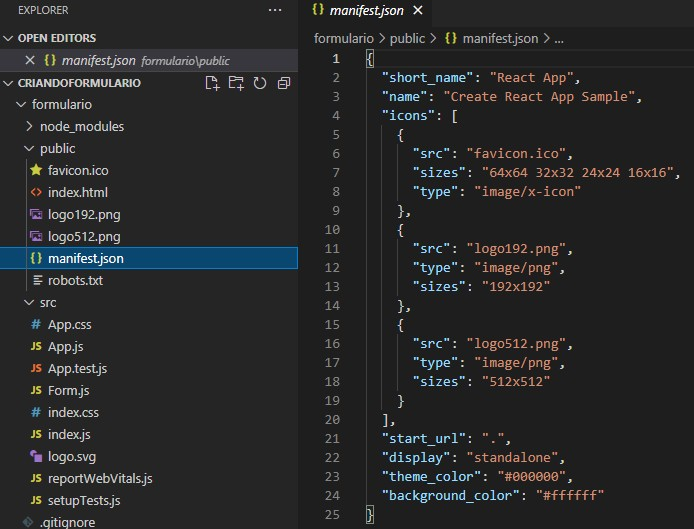 EXPLORER ...
OPEN EDITORS
manifest.json formulario\public
CRIANDOFORMULARIO
formulario
node_modules
public
favicon.ico
index.html
logo192.png
logo512.png
{} manifest.json
robots.txt
src
# App.css
JS App.js
JS App.test.js
JS Form.js
# index.css
JS index.js
logo.svg
JS reportWebVitals.js
JS setupTests.js
.gitignore
{} manifest.json
formulario > public > {} manifest.json > ...
1 {
2 "short_name": "React App",
3 "name": "Create React App Sample",
4 "icons": [
5 {
6 "src": "favicon.ico",
7 "sizes": "64x64 32x32 24x24 16x16",
8 "type": "image/x-icon"
9 },
10 {
11 "src": "logo192.png",
12 "type": "image/png",
13 "sizes": "192x192"
14 },
15 {
16 "src": "logo512.png",
17 "type": "image/png",
18 "sizes": "512x512"
19 }
20 ],
21 "start_url": ".",
22 "display": "standalone",
23 "theme_color": "#000000",
24 "background_color": "#ffffff"
25 }